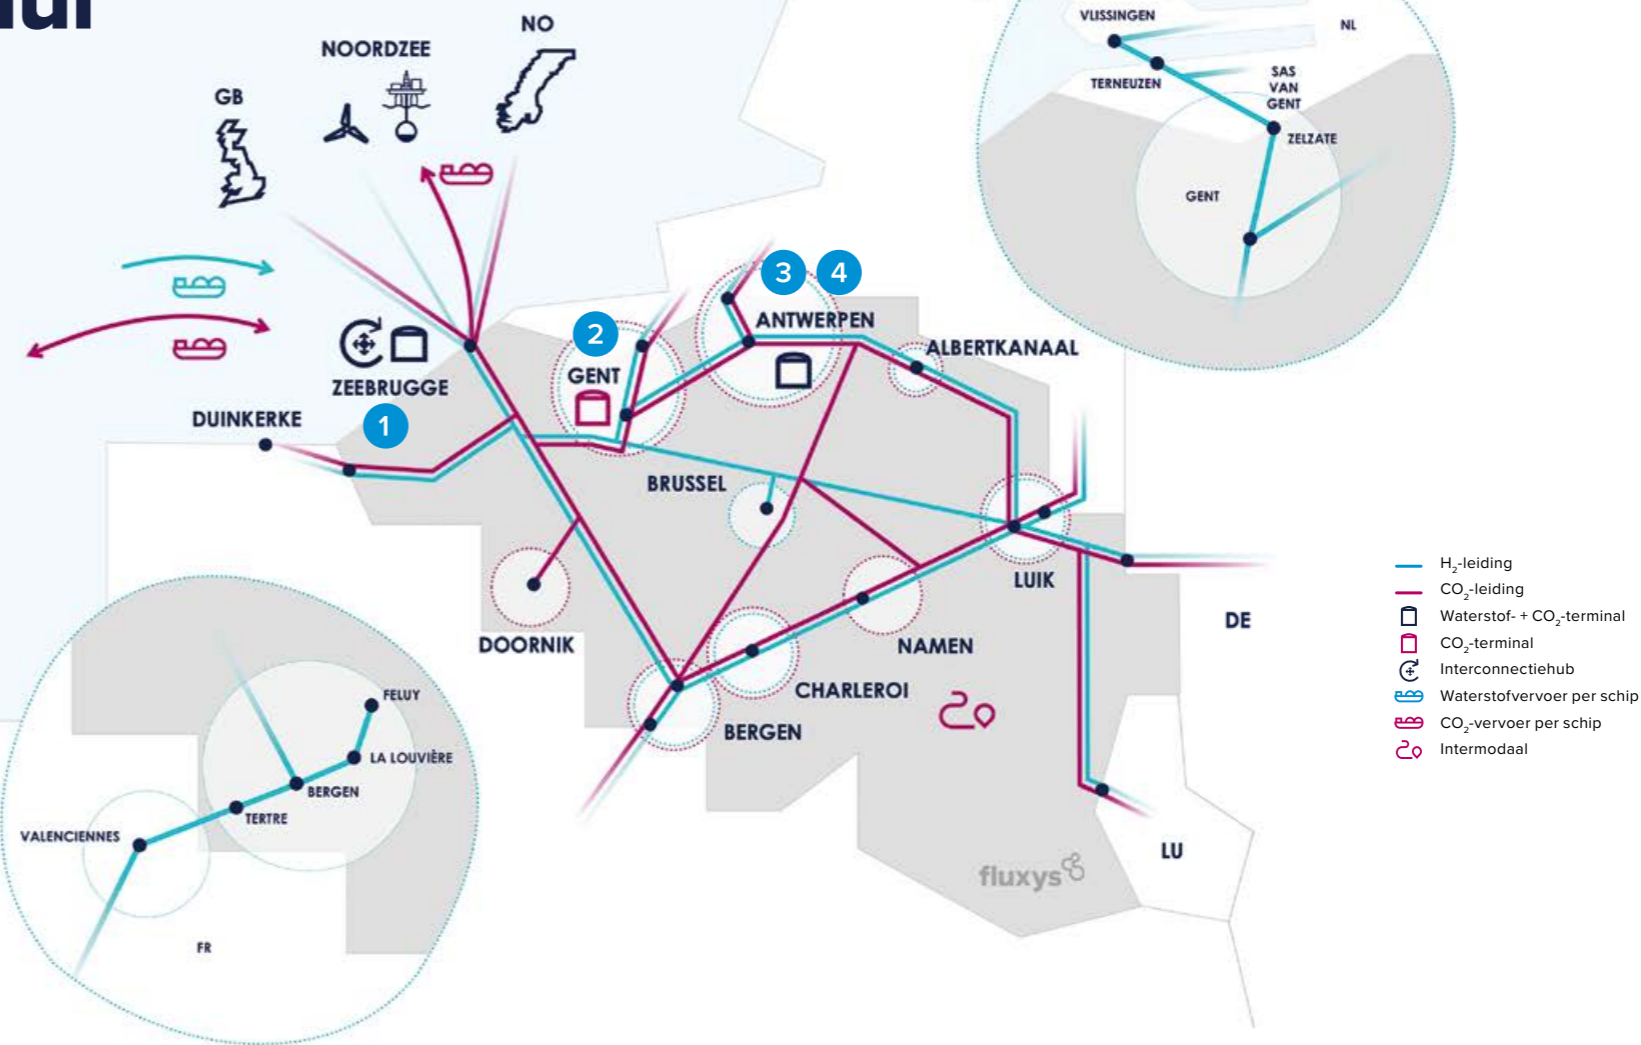 NO
NOORDZEE
GB
VLISSINGEN
NL
TERNEUZEN
SAS
VAN
GENT
ZELZATE
GENT
3
4
2
ANTWERPEN
GENT
ALBERTKANAAL
ZEEBRUGGE
DUINKERKE
1
BRUSSEL
LUIK
DOORNIK
NAMEN
CHARLEROI
BERGEN
DE
LU
fluxys
FELUY
LA LOUVIÈRE
BERGEN
TERTRE
VALENCIENNES
FR
H₂-leiding
CO₂-leiding
Waterstof- + CO₂-terminal
CO₂-terminal
Interconnectiehub
Waterstofvervoer per schip
CO₂-vervoer per schip
Intermodaal